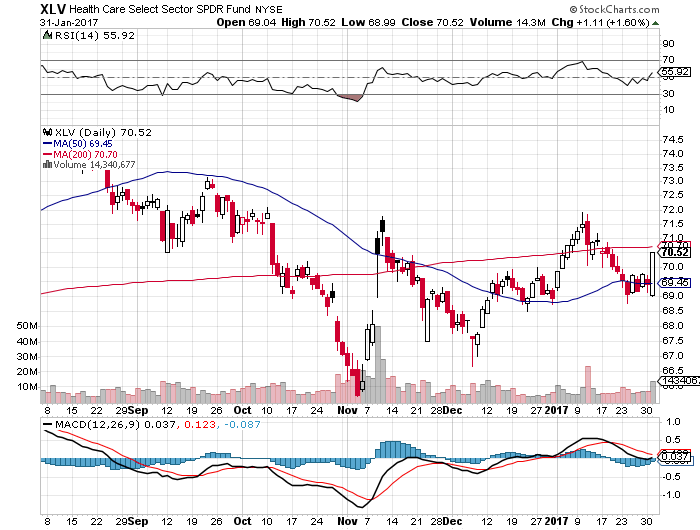 XLV Health Care Select Sector SPDR Fund NYSE © StockCharts.com
31-Jan-2017 Open 69.04 High 70.52 Low 68.99 Close 70.52 Volume 14.3M Chg +1.11 (+1.60%)
RSI(14) 55.92
90
70
55.92
50
30
10
XLV (Daily) 70.52
MA(50) 69.45
MA(200) 70.70
Volume 14,340,677
74.5
74.0
73.5
73.0
72.5
72.0
71.5
71.0
70.52
70.0
69.45
69.0
68.5
68.0
67.5
67.0
66.5
50M
40M
30M
20M
10M
8 15 22 29 Sep 12 19 26 Oct 10 17 24 Nov 7 14 21 28 Dec 12 19 27 2017 9 17 23 30
MACD(12,26,9) 0.037, 0.123, -0.087
1.0
0.5
0.037
-0.5
-1.0
8 15 22 29 Sep 12 19 26 Oct 10 17 24 Nov 7 14 21 28 Dec 12 19 27 2017 9 17 23 30